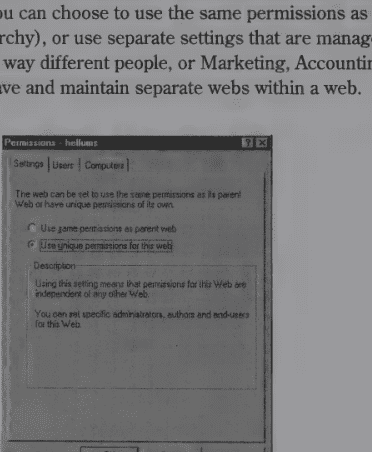 ou can choose to use the same permissions as
rchy), or use separate settings that are manag
way different people, or Marketing, Accountin
ve and maintain separate webs within a web.
Permissions - hellums
Settings Users Computers
The web can be set to use the same permissions as its parent
Web or have unique permissions of its own.
Use same permissions as parent web
Use unique permissions for this web
Description
Using this setting means that permissions for this Web are
independent of any other Web.
You can set specific administrators, authors and end-users
for this Web.